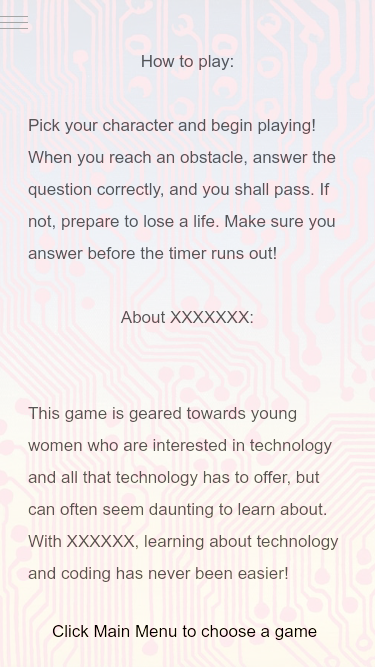 How to play:
Pick your character and begin playing!
When you reach an obstacle, answer the
question correctly, and you shall pass. If
not, prepare to lose a life. Make sure you
answer before the timer runs out!
About XXXXXXX:
This game is geared towards young
women who are interested in technology
and all that technology has to offer, but
can often seem daunting to learn about.
With XXXXXX, learning about technology
and coding has never been easier!
Click Main Menu to choose a game